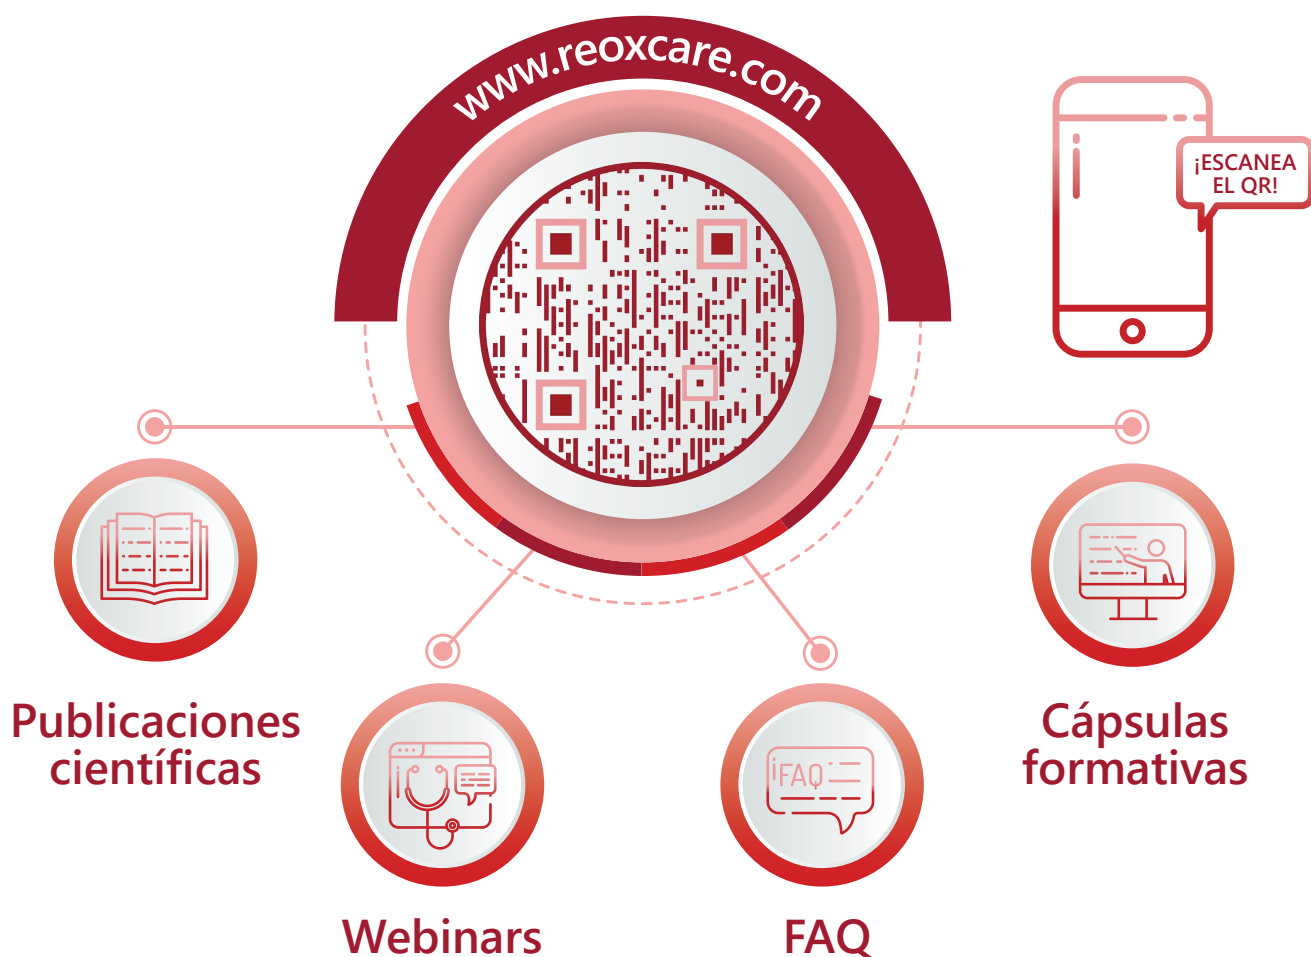 www.reoxcare.com
¡ESCANEA
EL QR!
Publicaciones
científicas
Cápsulas
formativas
FAQ
Webinars
FAQ